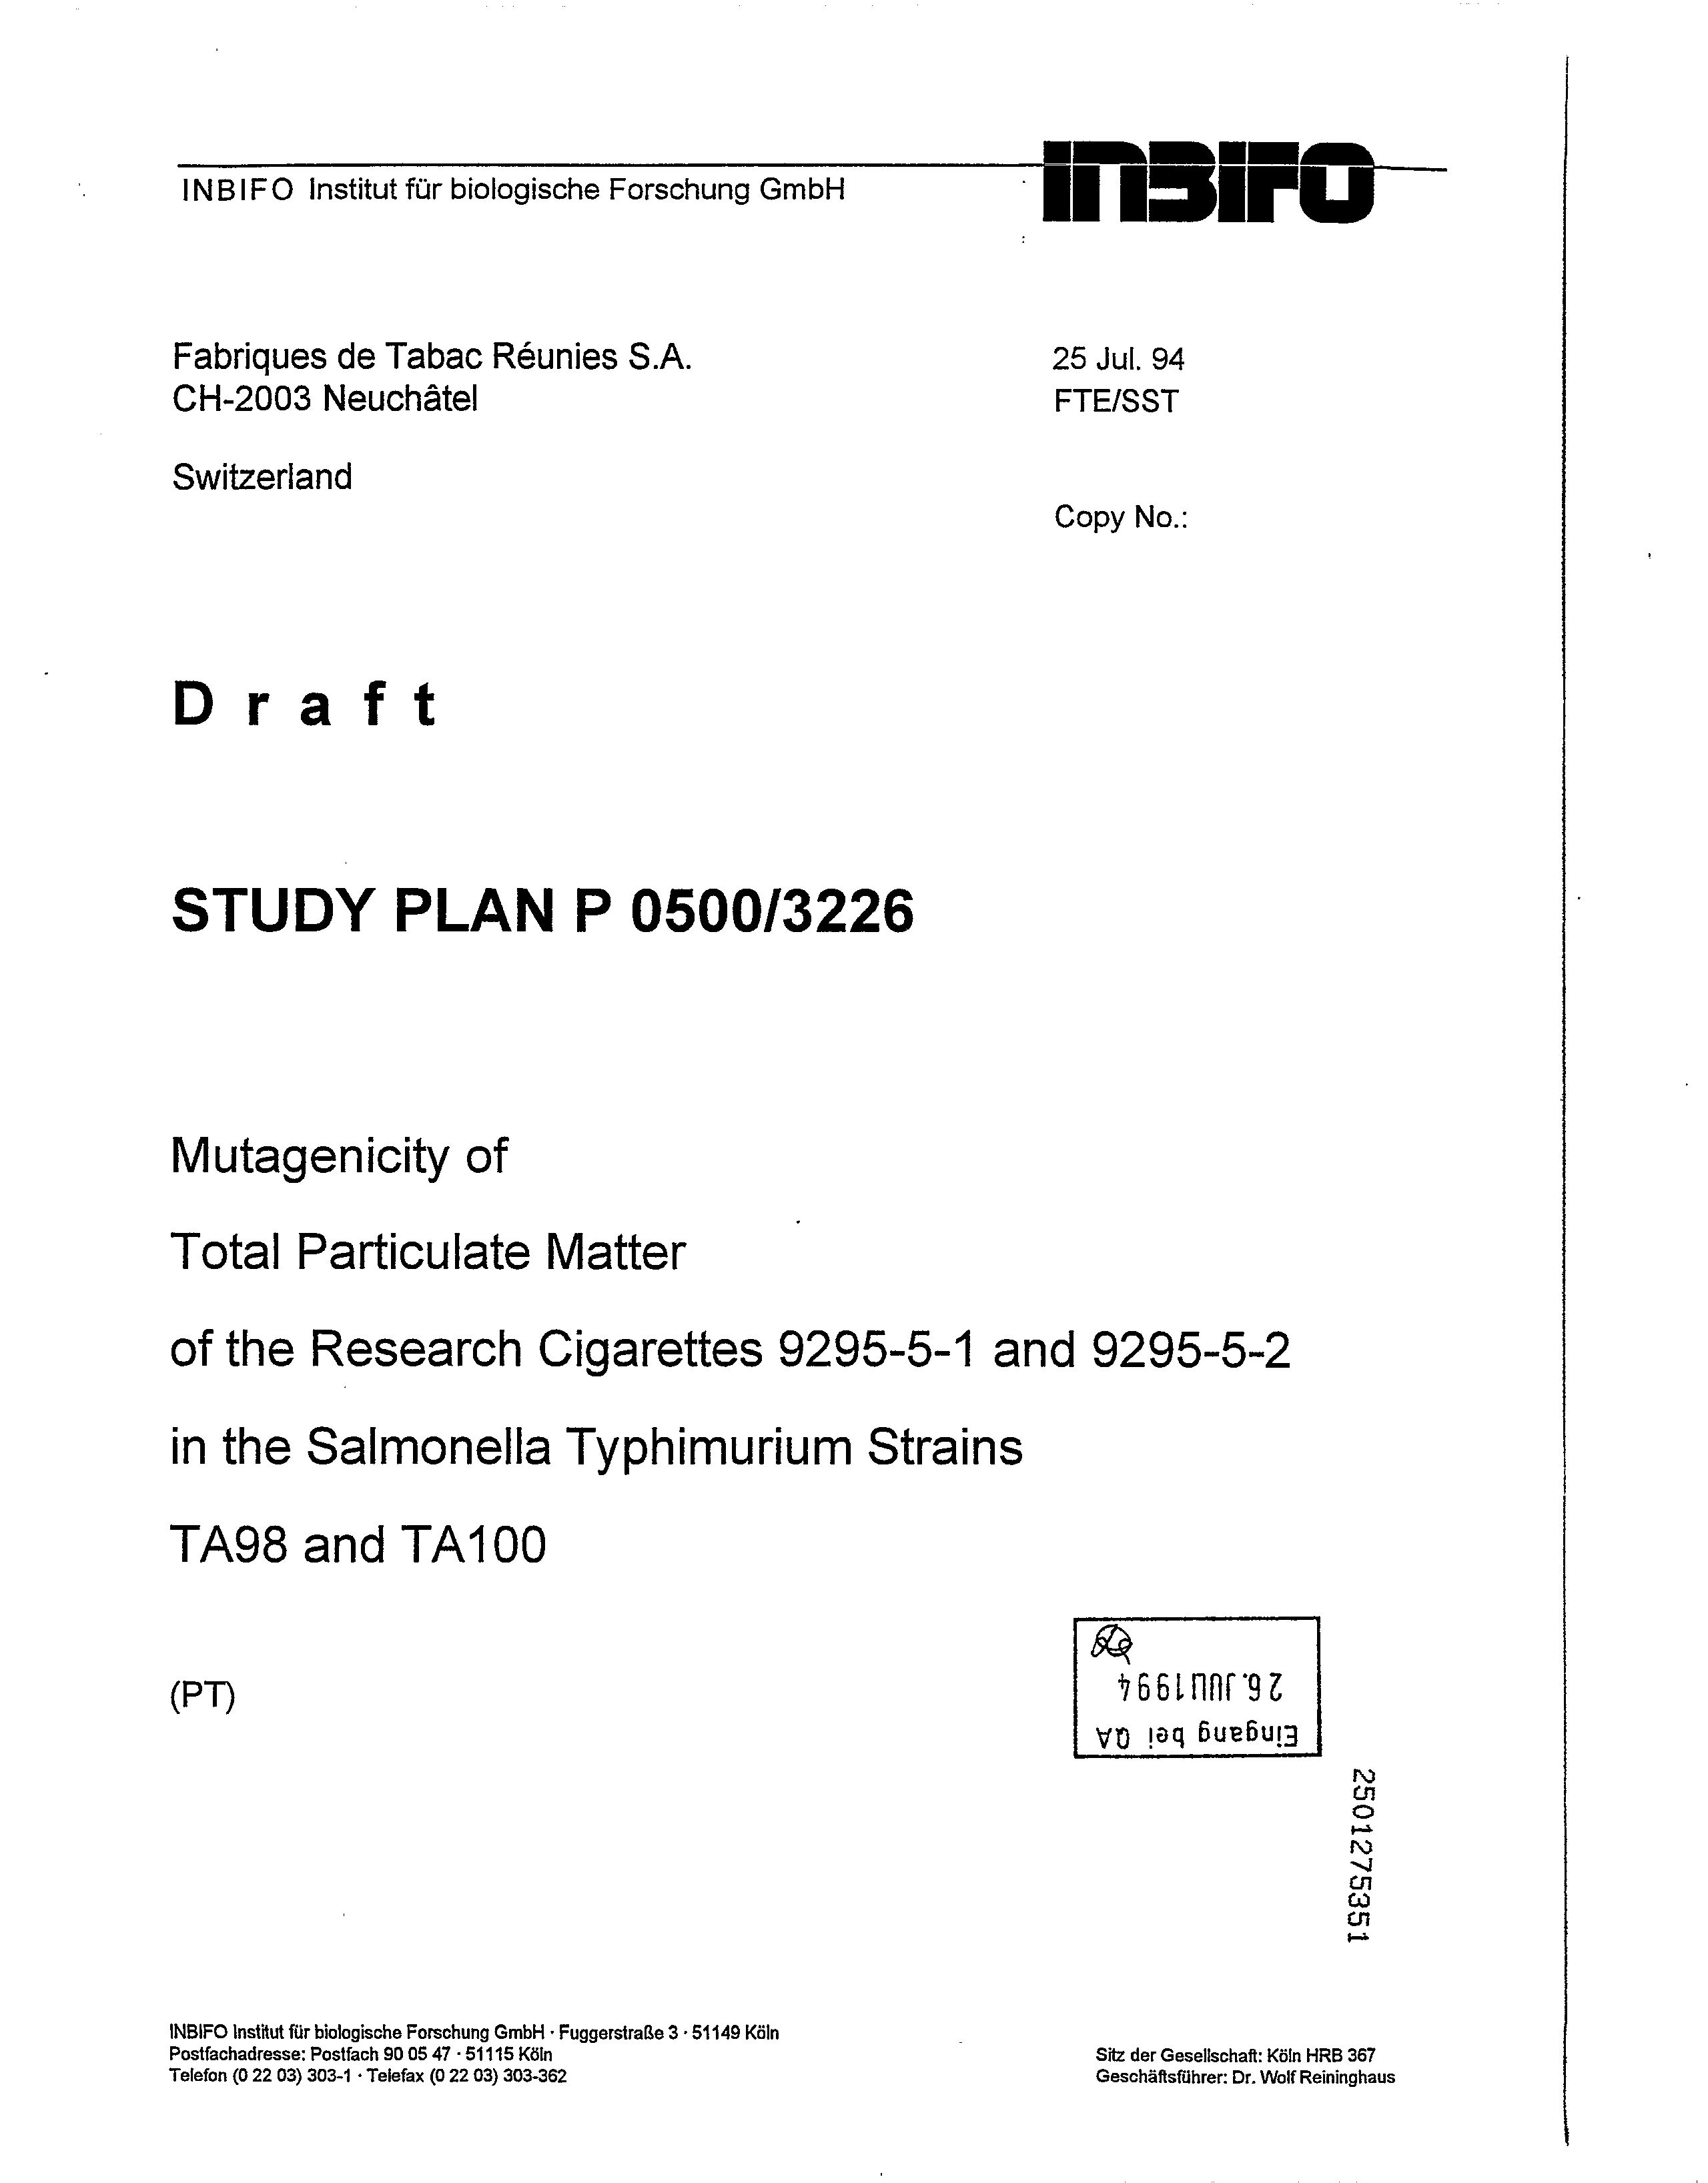 INBIFO Institut für biologische Forschung GmbH
INBIFO
Fabriques de Tabac Réunies S.A.
CH-2003 Neuchâtel
Switzerland
25 Jul. 94
FTE/SST
Copy No.:
D r a f t
STUDY PLAN P 0500/3226
Mutagenicity of
Total Particulate Matter
of the Research Cigarettes 9295-5-1 and 9295-5-2
in the Salmonella Typhimurium Strains
TA98 and TA100
(PT)
Eingang bei QA
26. JULI 1994
2501275351
INBIFO Institut für biologische Forschung GmbH · Fuggerstraße 3 · 51149 Köln
Postfachadresse: Postfach 90 05 47 · 51115 Köln
Telefon (0 22 03) 303-1 · Telefax (0 22 03) 303-362
Sitz der Gesellschaft: Köln HRB 367
Geschäftsführer: Dr. Wolf Reininghaus